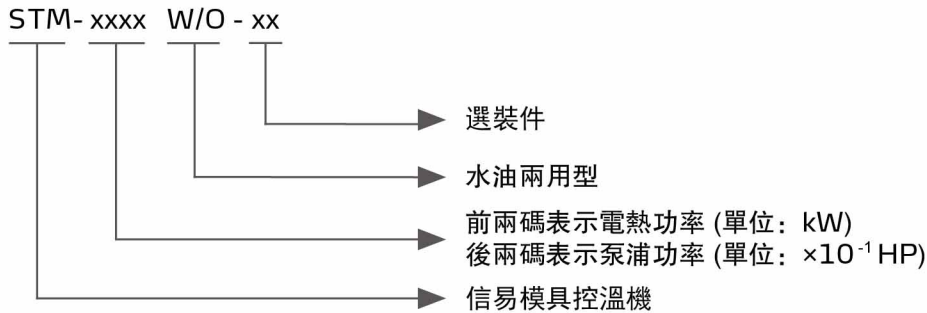 STM- xxxx W/O - xx
選裝件
水油兩用型
前兩碼表示電熱功率 (單位：kW)
後兩碼表示泵浦功率 (單位：×10⁻¹ HP)
信易模具控溫機